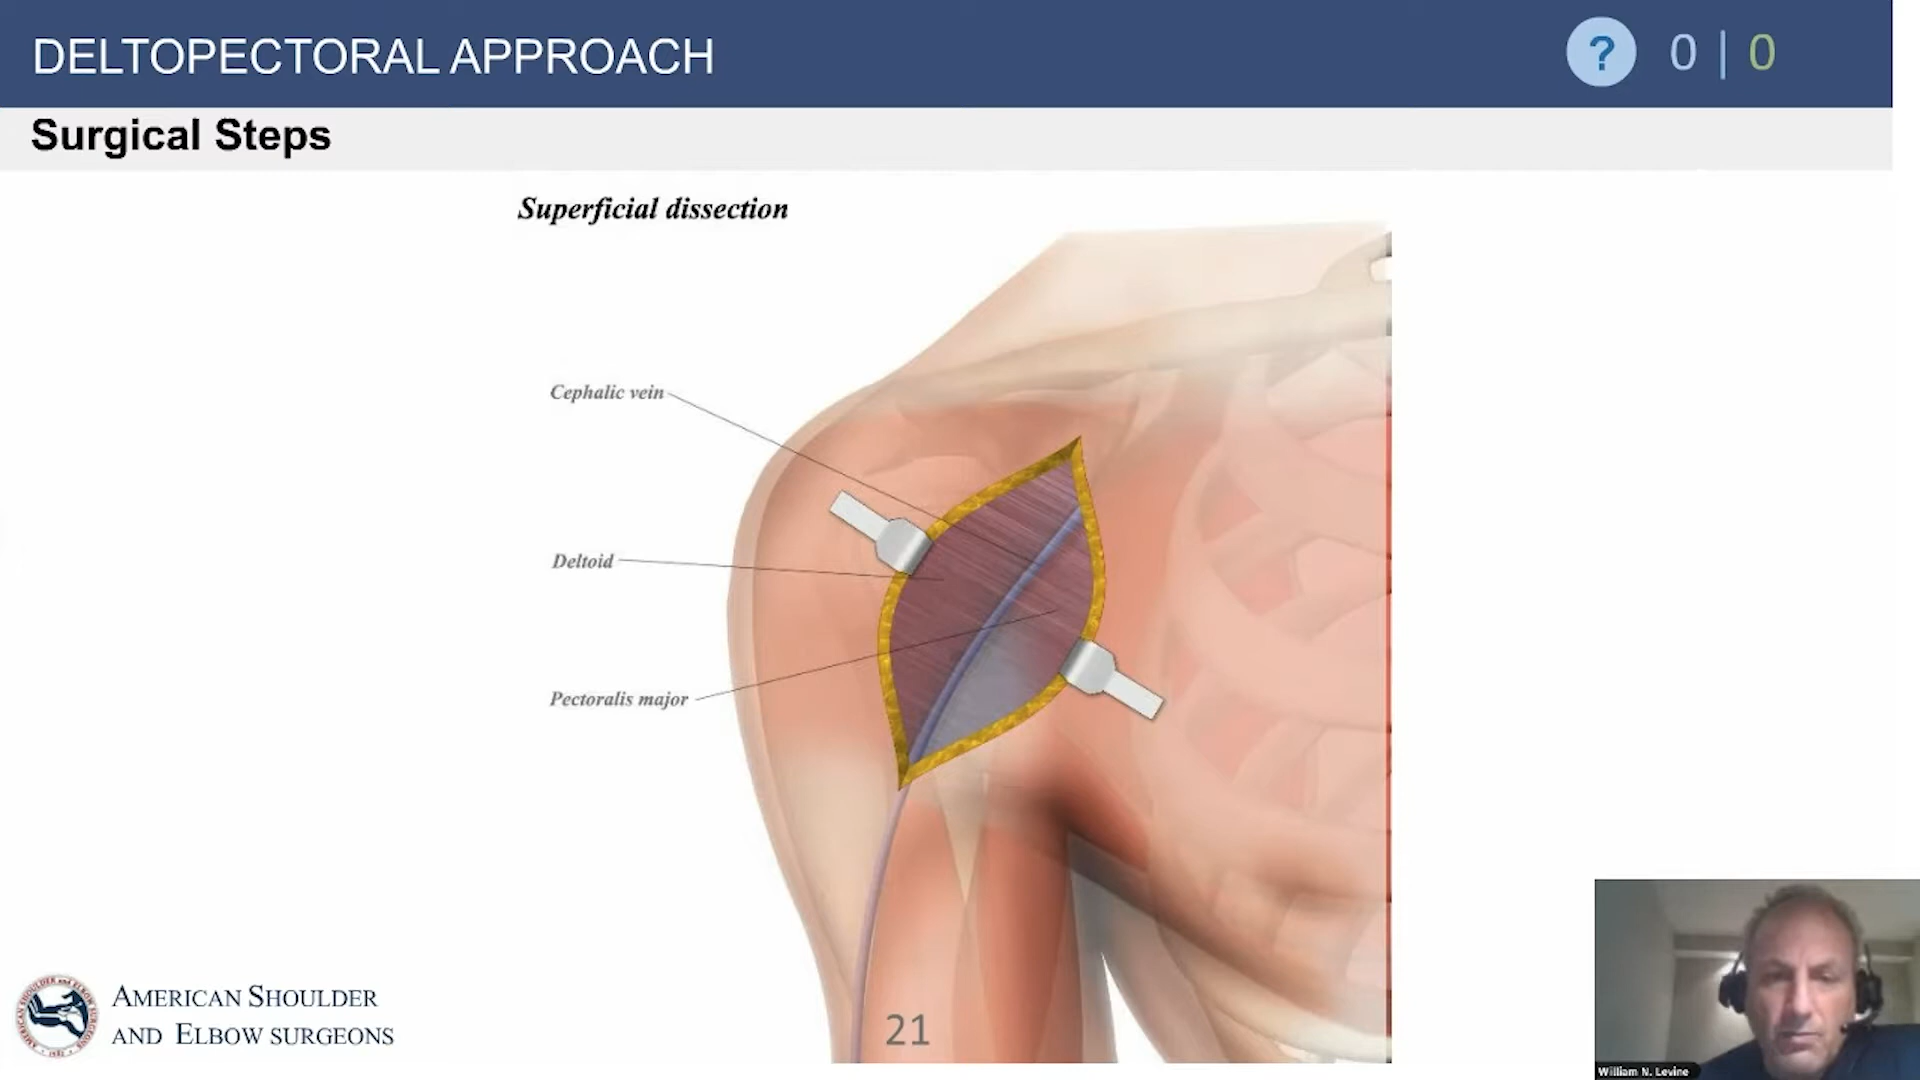 DELTOPECTORAL APPROACH
? 0 | 0
Surgical Steps
Superficial dissection
Cephalic vein
Deltoid
Pectoralis major
AMERICAN SHOULDER
AND ELBOW SURGEONS
21
William N. Levine